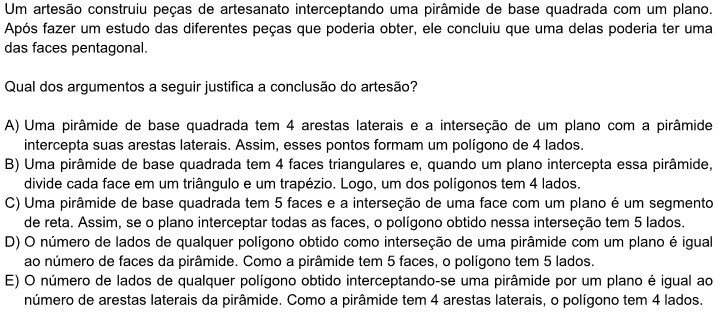 Um artesão construiu peças de artesanato interceptando uma pirâmide de base quadrada com um plano.
Após fazer um estudo das diferentes peças que poderia obter, ele concluiu que uma delas poderia ter uma
das faces pentagonal.
Qual dos argumentos a seguir justifica a conclusão do artesão?
A) Uma pirâmide de base quadrada tem 4 arestas laterais e a interseção de um plano com a pirâmide
intercepta suas arestas laterais. Assim, esses pontos formam um polígono de 4 lados.
B) Uma pirâmide de base quadrada tem 4 faces triangulares e, quando um plano intercepta essa pirâmide,
divide cada face em um triângulo e um trapézio. Logo, um dos polígonos tem 4 lados.
C) Uma pirâmide de base quadrada tem 5 faces e a interseção de uma face com um plano é um segmento
de reta. Assim, se o plano interceptar todas as faces, o polígono obtido nessa interseção tem 5 lados.
D) O número de lados de qualquer polígono obtido como interseção de uma pirâmide com um plano é igual
ao número de faces da pirâmide. Como a pirâmide tem 5 faces, o polígono tem 5 lados.
E) O número de lados de qualquer polígono obtido interceptando-se uma pirâmide por um plano é igual ao
número de arestas laterais da pirâmide. Como a pirâmide tem 4 arestas laterais, o polígono tem 4 lados.